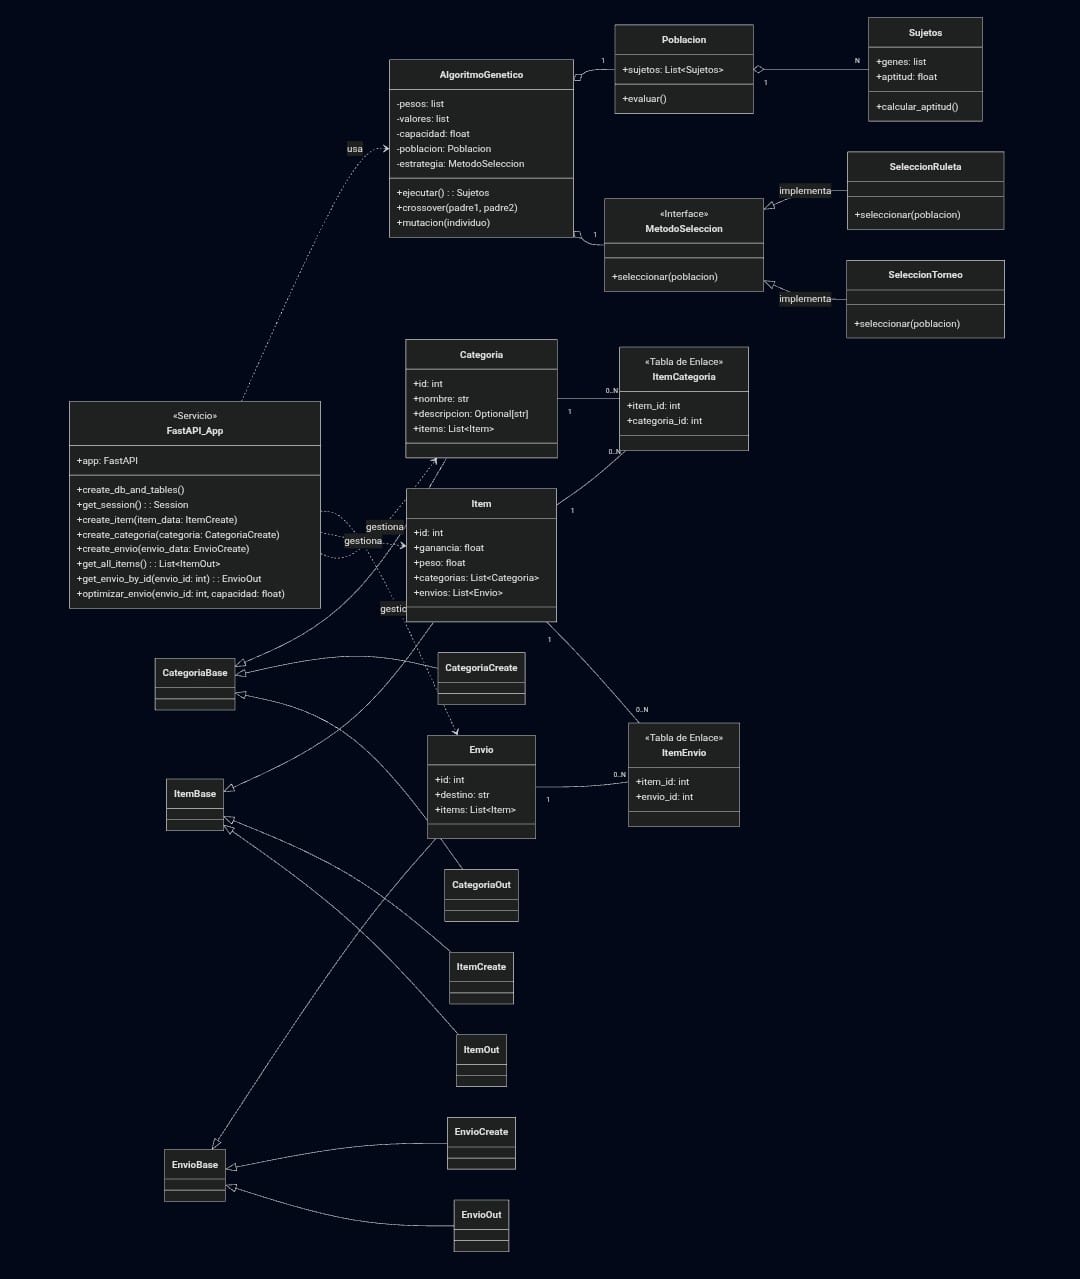 AlgoritmoGenetico
-pesos: list
-valores: list
-capacidad: float
-poblacion: Poblacion
-estrategia: MetodoSeleccion
+ejecutar() : : Sujetos
+crossover(padre1, padre2)
+mutacion(individuo)
1
Poblacion
+sujetos: List<Sujetos>
+evaluar()
1
N
Sujetos
+genes: list
+aptitud: float
+calcular_aptitud()
usa
1
«Interface»
MetodoSeleccion
+seleccionar(poblacion)
implementa
SeleccionRuleta
+seleccionar(poblacion)
implementa
SeleccionTorneo
+seleccionar(poblacion)
Categoria
+id: int
+nombre: str
+descripcion: Optional[str]
+items: List<Item>
1
0..N
«Tabla de Enlace»
ItemCategoria
+item_id: int
+categoria_id: int
0..N
1
«Servicio»
FastAPI_App
+app: FastAPI
+create_db_and_tables()
+get_session() : : Session
+create_item(item_data: ItemCreate)
+create_categoria(categoria: CategoriaCreate)
+create_envio(envio_data: EnvioCreate)
+get_all_items() : : List<ItemOut>
+get_envio_by_id(envio_id: int) : : EnvioOut
+optimizar_envio(envio_id: int, capacidad: float)
gestiona
gestiona
gestio
Item
+id: int
+ganancia: float
+peso: float
+categorias: List<Categoria>
+envios: List<Envio>
1
0..N
CategoriaBase
CategoriaCreate
Envio
+id: int
+destino: str
+items: List<Item>
1
0..N
«Tabla de Enlace»
ItemEnvio
+item_id: int
+envio_id: int
ItemBase
CategoriaOut
ItemCreate
ItemOut
EnvioCreate
EnvioBase
EnvioOut